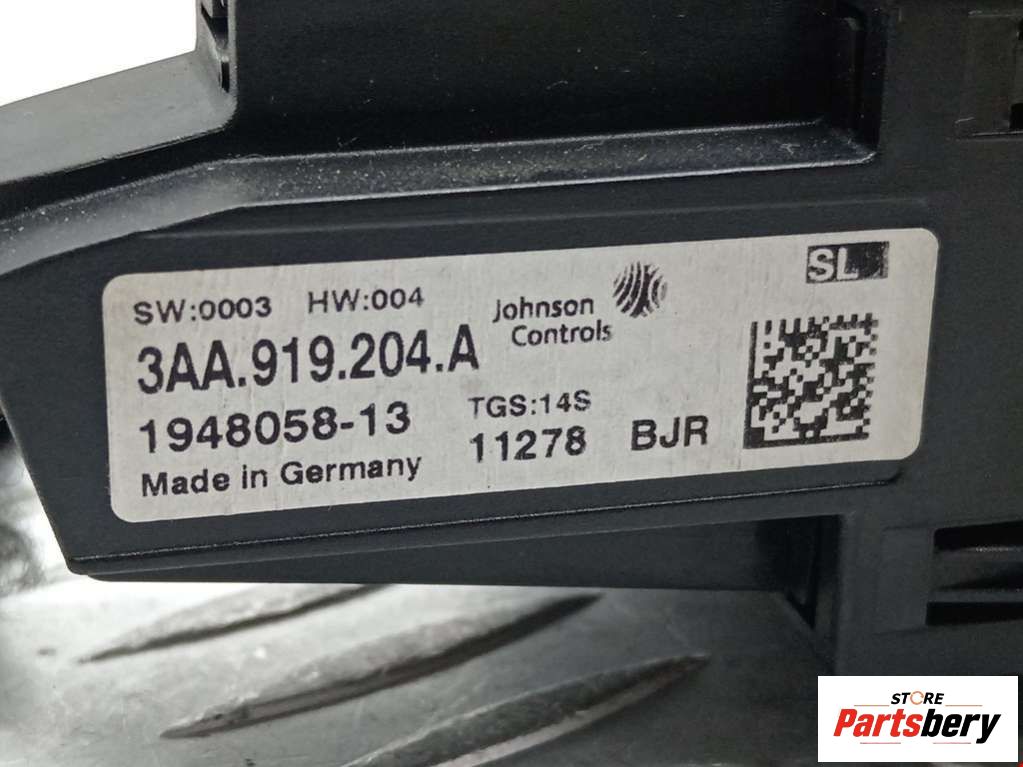 SL
SW:0003 HW:004
Johnson
Controls
3AA.919.204.A
TGS:14S
1948058-13
11278 BJR
Made in Germany
STORE
Partsbery